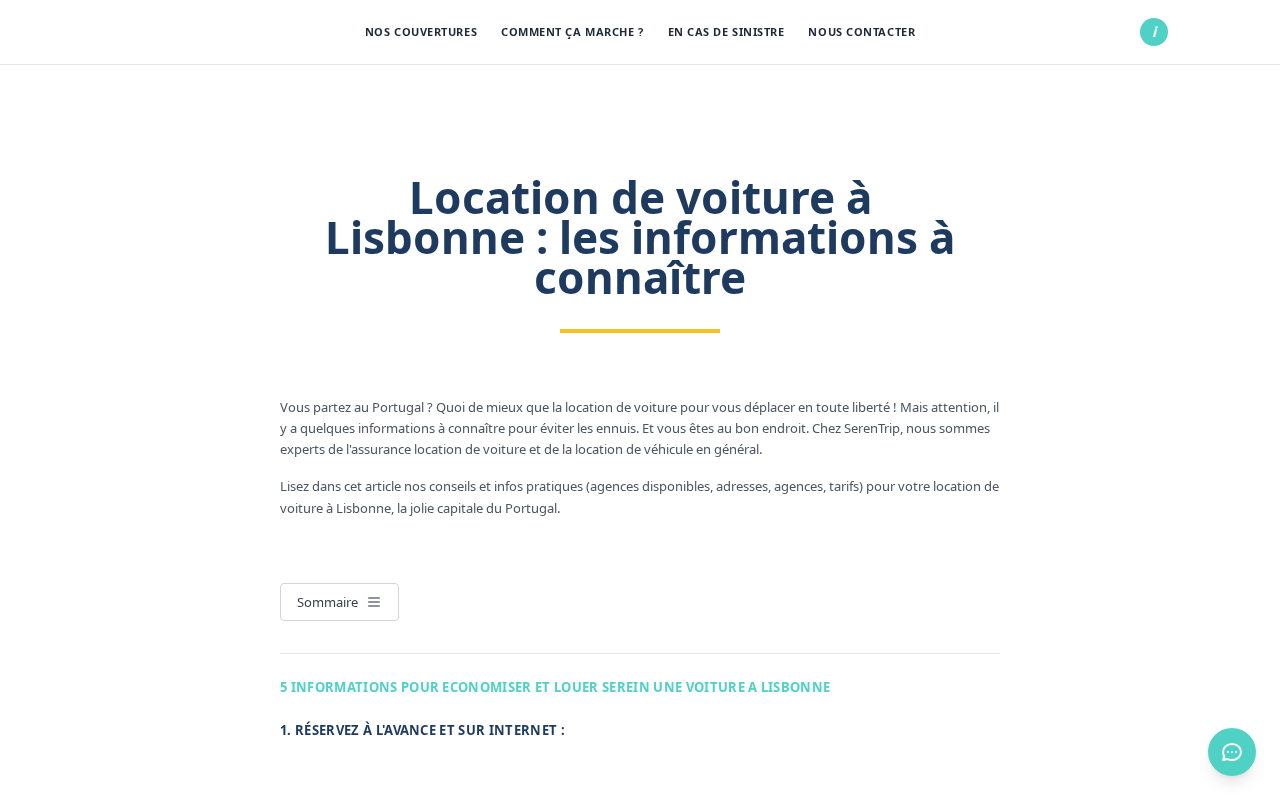 NOS COUVERTURES COMMENT ÇA MARCHE ? EN CAS DE SINISTRE NOUS CONTACTER i
Location de voiture à
Lisbonne : les informations à
connaître
Vous partez au Portugal ? Quoi de mieux que la location de voiture pour vous déplacer en toute liberté ! Mais attention, il
y a quelques informations à connaître pour éviter les ennuis. Et vous êtes au bon endroit. Chez SerenTrip, nous sommes
experts de l'assurance location de voiture et de la location de véhicule en général.
Lisez dans cet article nos conseils et infos pratiques (agences disponibles, adresses, agences, tarifs) pour votre location de
voiture à Lisbonne, la jolie capitale du Portugal.
Sommaire
5 INFORMATIONS POUR ECONOMISER ET LOUER SEREIN UNE VOITURE A LISBONNE
1. RÉSERVEZ À L'AVANCE ET SUR INTERNET :